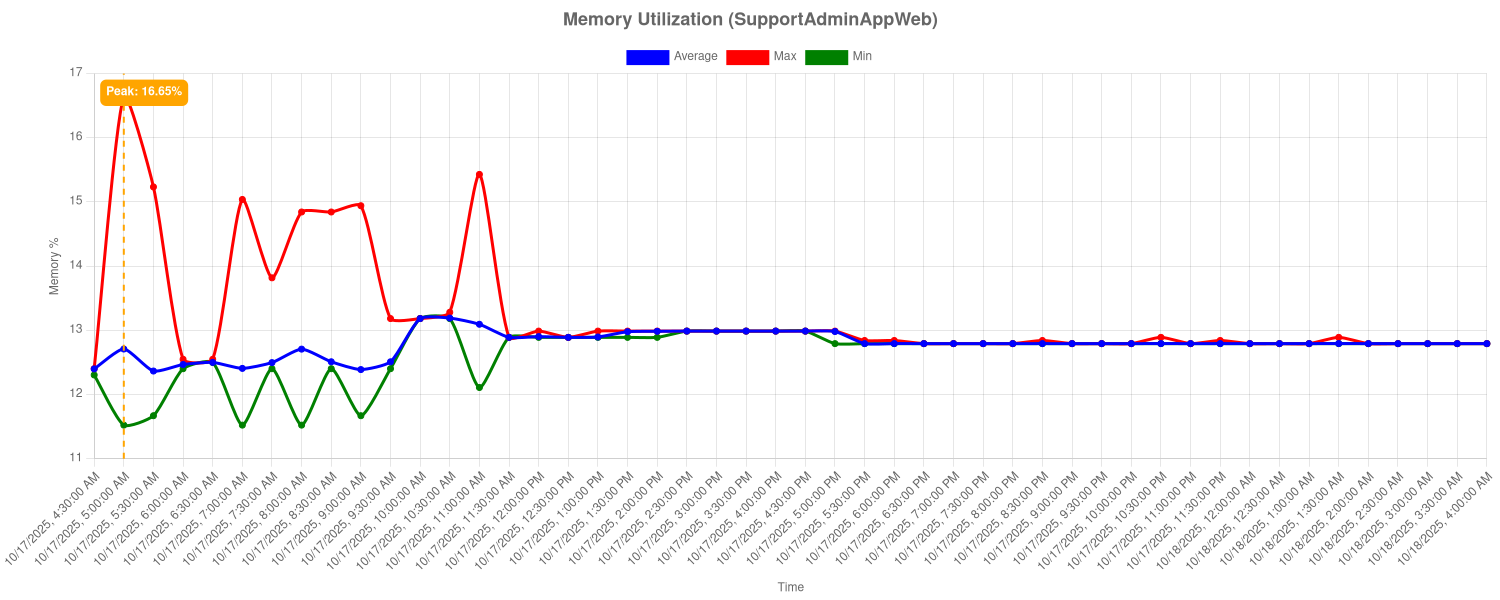 Memory Utilization (SupportAdminAppWeb)
Average Max Min
Peak: 16.65%
17
16
15
14
13
12
11
Memory %
10/17/2025, 4:30:00 AM
10/17/2025, 5:00:00 AM
10/17/2025, 5:30:00 AM
10/17/2025, 6:00:00 AM
10/17/2025, 6:30:00 AM
10/17/2025, 7:00:00 AM
10/17/2025, 7:30:00 AM
10/17/2025, 8:00:00 AM
10/17/2025, 8:30:00 AM
10/17/2025, 9:00:00 AM
10/17/2025, 9:30:00 AM
10/17/2025, 10:00:00 AM
10/17/2025, 10:30:00 AM
10/17/2025, 11:00:00 AM
10/17/2025, 11:30:00 AM
10/17/2025, 12:00:00 PM
10/17/2025, 12:30:00 PM
10/17/2025, 1:00:00 PM
10/17/2025, 1:30:00 PM
10/17/2025, 2:00:00 PM
10/17/2025, 2:30:00 PM
10/17/2025, 3:00:00 PM
10/17/2025, 3:30:00 PM
10/17/2025, 4:00:00 PM
10/17/2025, 4:30:00 PM
10/17/2025, 5:00:00 PM
10/17/2025, 5:30:00 PM
10/17/2025, 6:00:00 PM
10/17/2025, 6:30:00 PM
10/17/2025, 7:00:00 PM
10/17/2025, 7:30:00 PM
10/17/2025, 8:00:00 PM
10/17/2025, 8:30:00 PM
10/17/2025, 9:00:00 PM
10/17/2025, 9:30:00 PM
10/17/2025, 10:00:00 PM
10/17/2025, 10:30:00 PM
10/17/2025, 11:00:00 PM
10/17/2025, 11:30:00 PM
10/18/2025, 12:00:00 AM
10/18/2025, 12:30:00 AM
10/18/2025, 1:00:00 AM
10/18/2025, 1:30:00 AM
10/18/2025, 2:00:00 AM
10/18/2025, 2:30:00 AM
10/18/2025, 3:00:00 AM
10/18/2025, 3:30:00 AM
10/18/2025, 4:00:00 AM
Time